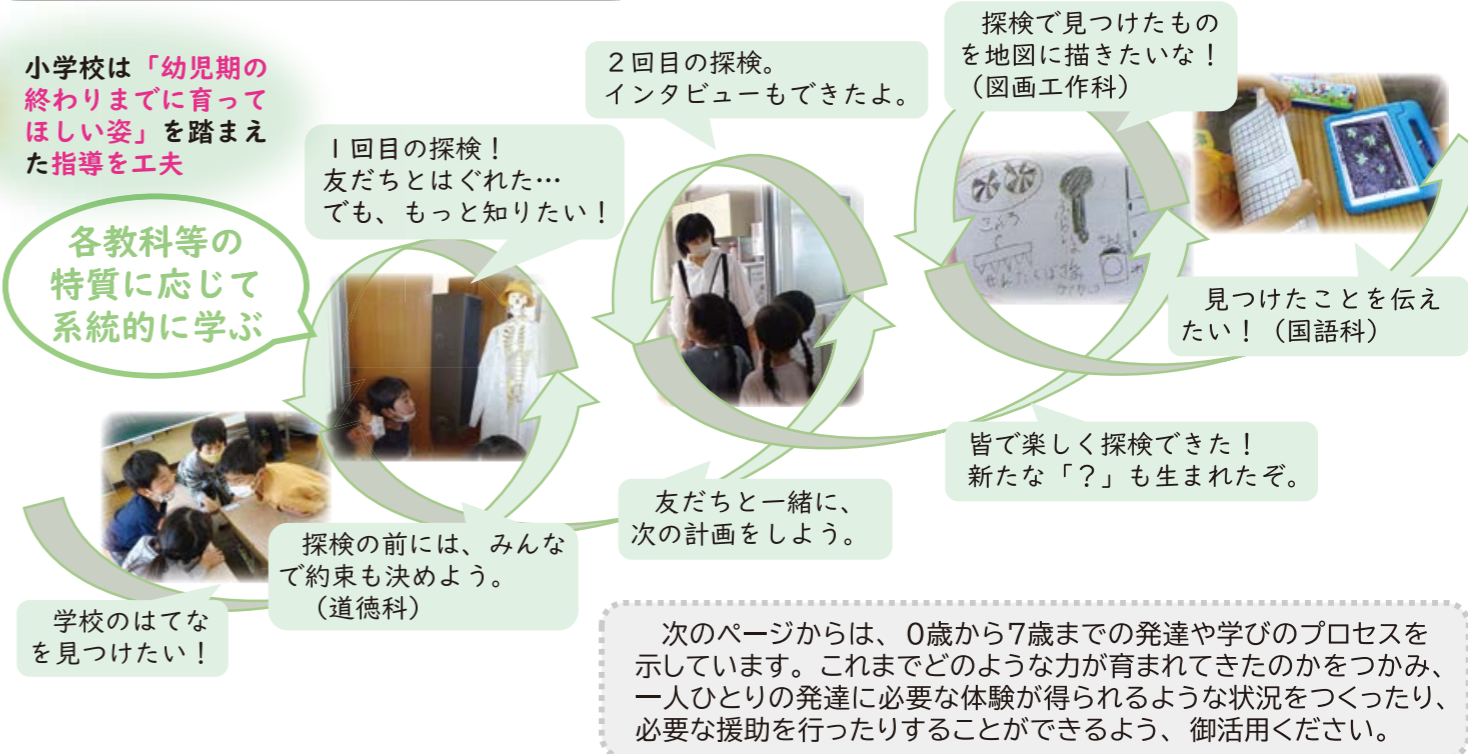 小学校は「幼児期の
終わりまでに育って
ほしい姿」を踏まえ
た指導を工夫
各教科等の
特質に応じて
系統的に学ぶ
学校のはてな
を見つけたい！
探検の前には、みんな
で約束も決めよう。
（道徳科）
1回目の探検！
友だちとはぐれた…
でも、もっと知りたい！
友だちと一緒に、
次の計画をしよう。
２回目の探検。
インタビューもできたよ。
皆で楽しく探検できた！
新たな「？」も生まれたぞ。
探検で見つけたもの
を地図に描きたいな！
（図画工作科）
見つけたことを伝え
たい！（国語科）
次のページからは、０歳から７歳までの発達や学びのプロセスを
示しています。これまでどのような力が育まれてきたのかをつかみ、
一人ひとりの発達に必要な体験が得られるような状況をつくったり、
必要な援助を行ったりすることができるよう、御活用ください。